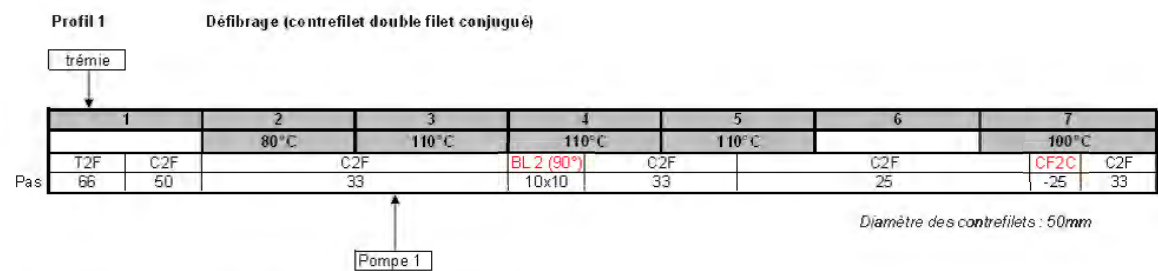 Profil 1 Défibrage (contrefilet double filet conjugué)
trémie
1 2 3 4 5 6 7
80°C 110°C 110°C 110°C 100°C
T2F C2F C2F BL2 (90°) C2F C2F CF2C C2F
Pas 66 50 33 10x10 33 25 -25 33
Diamètre des contrefilets : 50mm
Pompe 1